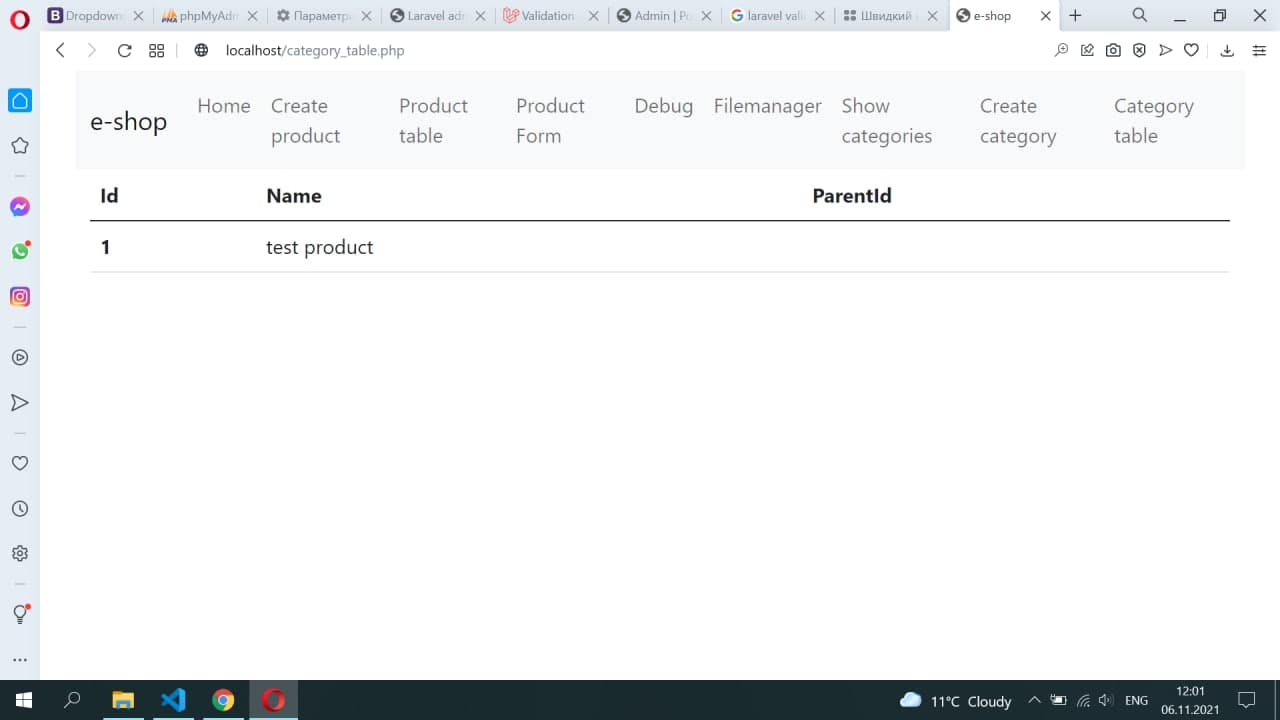 Dropdown phpMyAdr Параметри Laravel adr Validation Admin | Po laravel vali Швидкий e-shop
localhost/category_table.php
e-shop Home Create product Product table Product Form Debug Filemanager Show categories Create category Category table
Id Name ParentId
1 test product
11°C Cloudy ENG 12:01
06.11.2021